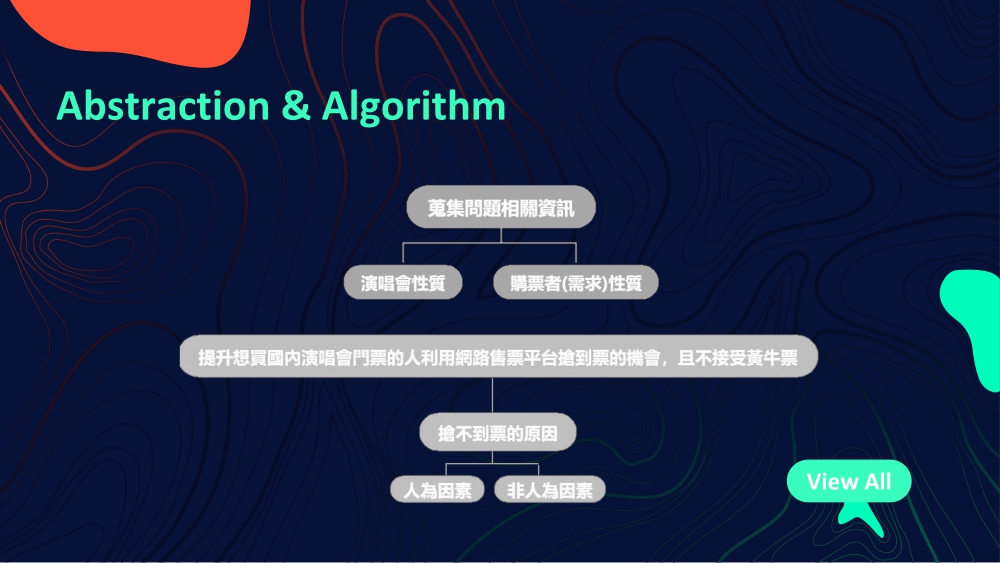 Abstraction & Algorithm
蒐集問題相關資訊
演唱會性質
購票者(需求)性質
提升想買國內演唱會門票的人利用網路售票平台搶到票的機會，且不接受黃牛票
搶不到票的原因
人為因素
非人為因素
View All